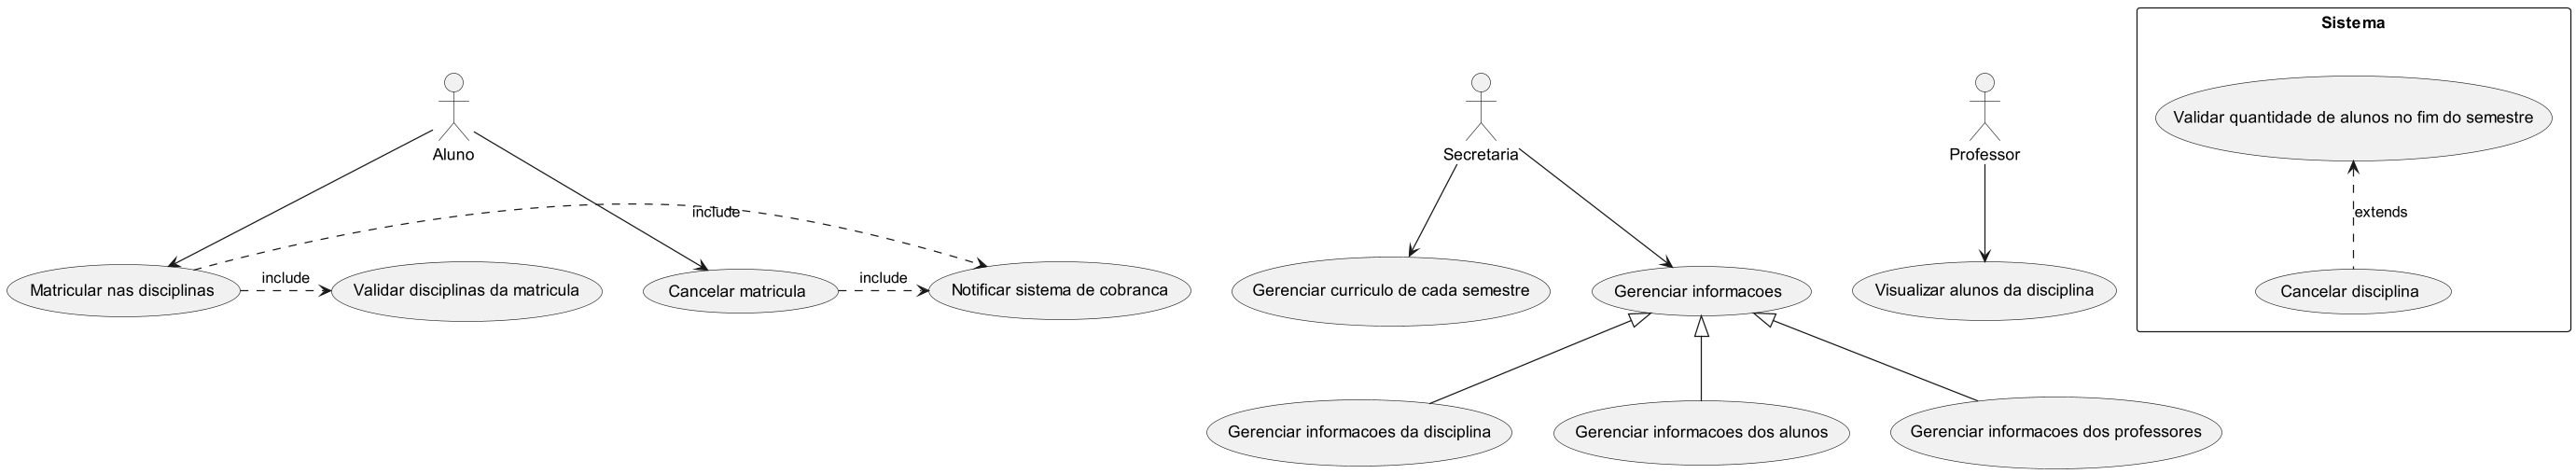 Sistema
Validar quantidade de alunos no fim do semestre
Aluno
Secretaria
Professor
include
extends
include
include
Matricular nas disciplinas
Validar disciplinas da matricula
Cancelar matricula
Notificar sistema de cobranca
Gerenciar curriculo de cada semestre
Gerenciar informacoes
Visualizar alunos da disciplina
Cancelar disciplina
Gerenciar informacoes da disciplina
Gerenciar informacoes dos alunos
Gerenciar informacoes dos professores